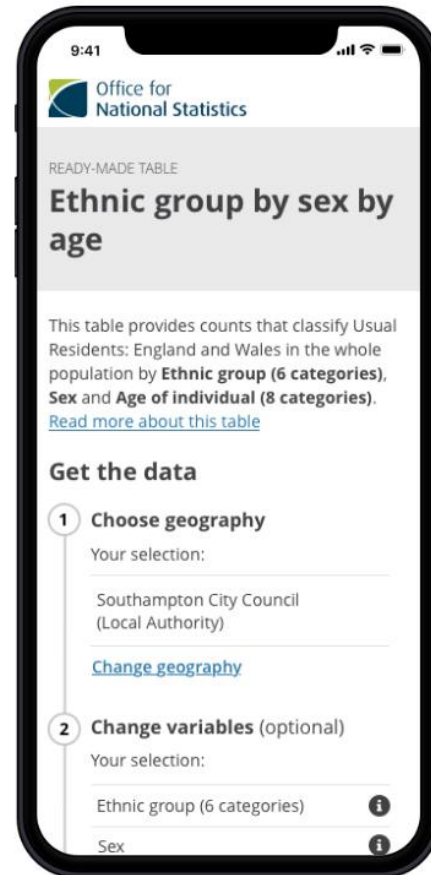 9:41
Office for
National Statistics
READY-MADE TABLE
Ethnic group by sex by
age
This table provides counts that classify Usual
Residents: England and Wales in the whole
population by Ethnic group (6 categories),
Sex and Age of individual (8 categories).
Read more about this table
Get the data
1 Choose geography
Your selection:
Southampton City Council
(Local Authority)
Change geography
2 Change variables (optional)
Your selection:
Ethnic group (6 categories) i
Sex i